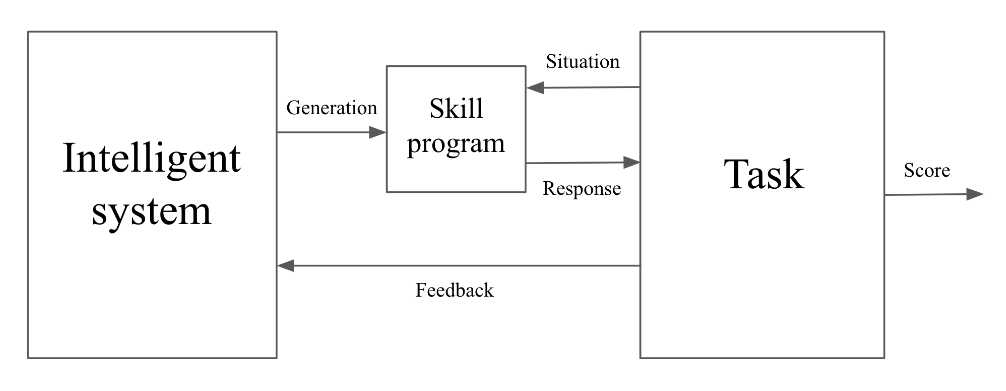 Intelligent
system
Generation
Skill
program
Situation
Response
Feedback
Task
Score